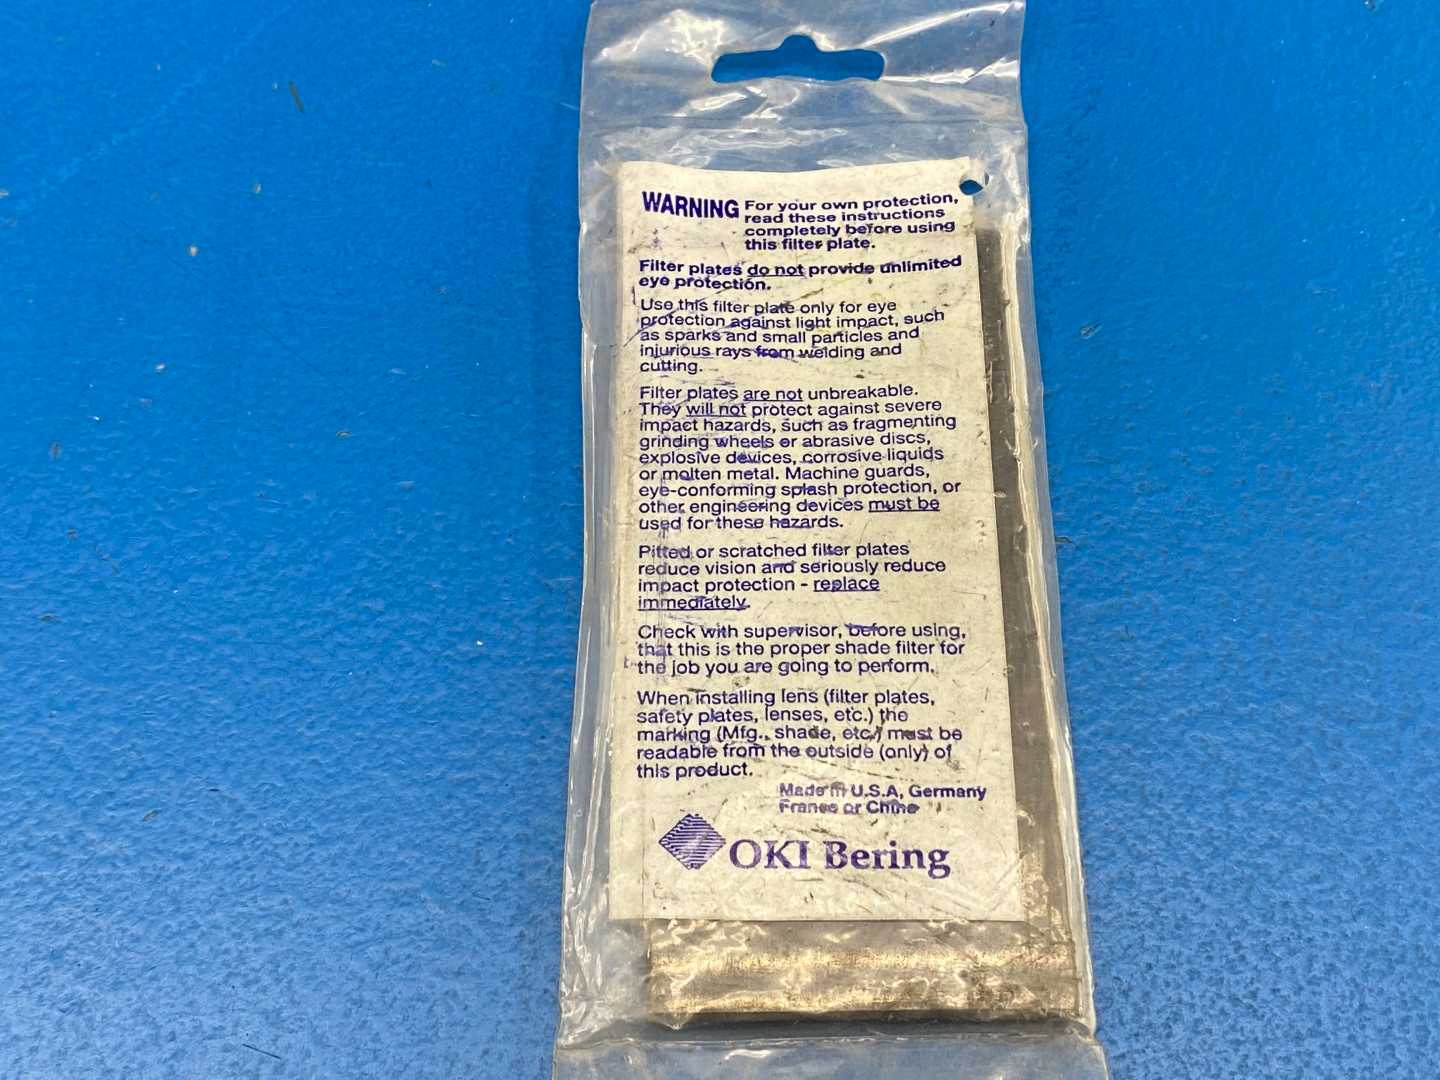 WARNING For your own protection,
read these instructions
completely before using
this filter plate.
Filter plates do not provide unlimited
eye protection.
Use this filter plate only for eye
protection against light impact, such
as sparks and small particles and
injurious rays from welding and
cutting.
Filter plates are not unbreakable.
They will not protect against severe
impact hazards, such as fragmenting
grinding wheels or abrasive discs,
explosive devices, corrosive liquids
or molten metal. Machine guards,
eye-conforming splash protection, or
other engineering devices must be
used for these hazards.
Pitted or scratched filter plates
reduce vision and seriously reduce
impact protection - replace
immediately.
Check with supervisor, before using,
that this is the proper shade filter for
the job you are going to perform.
When installing lens (filter plates,
safety plates, lenses, etc.) the
marking (Mfg., shade, etc.) must be
readable from the outside (only) of
this product.
Made in U.S.A, Germany
France or China
OKI Bering